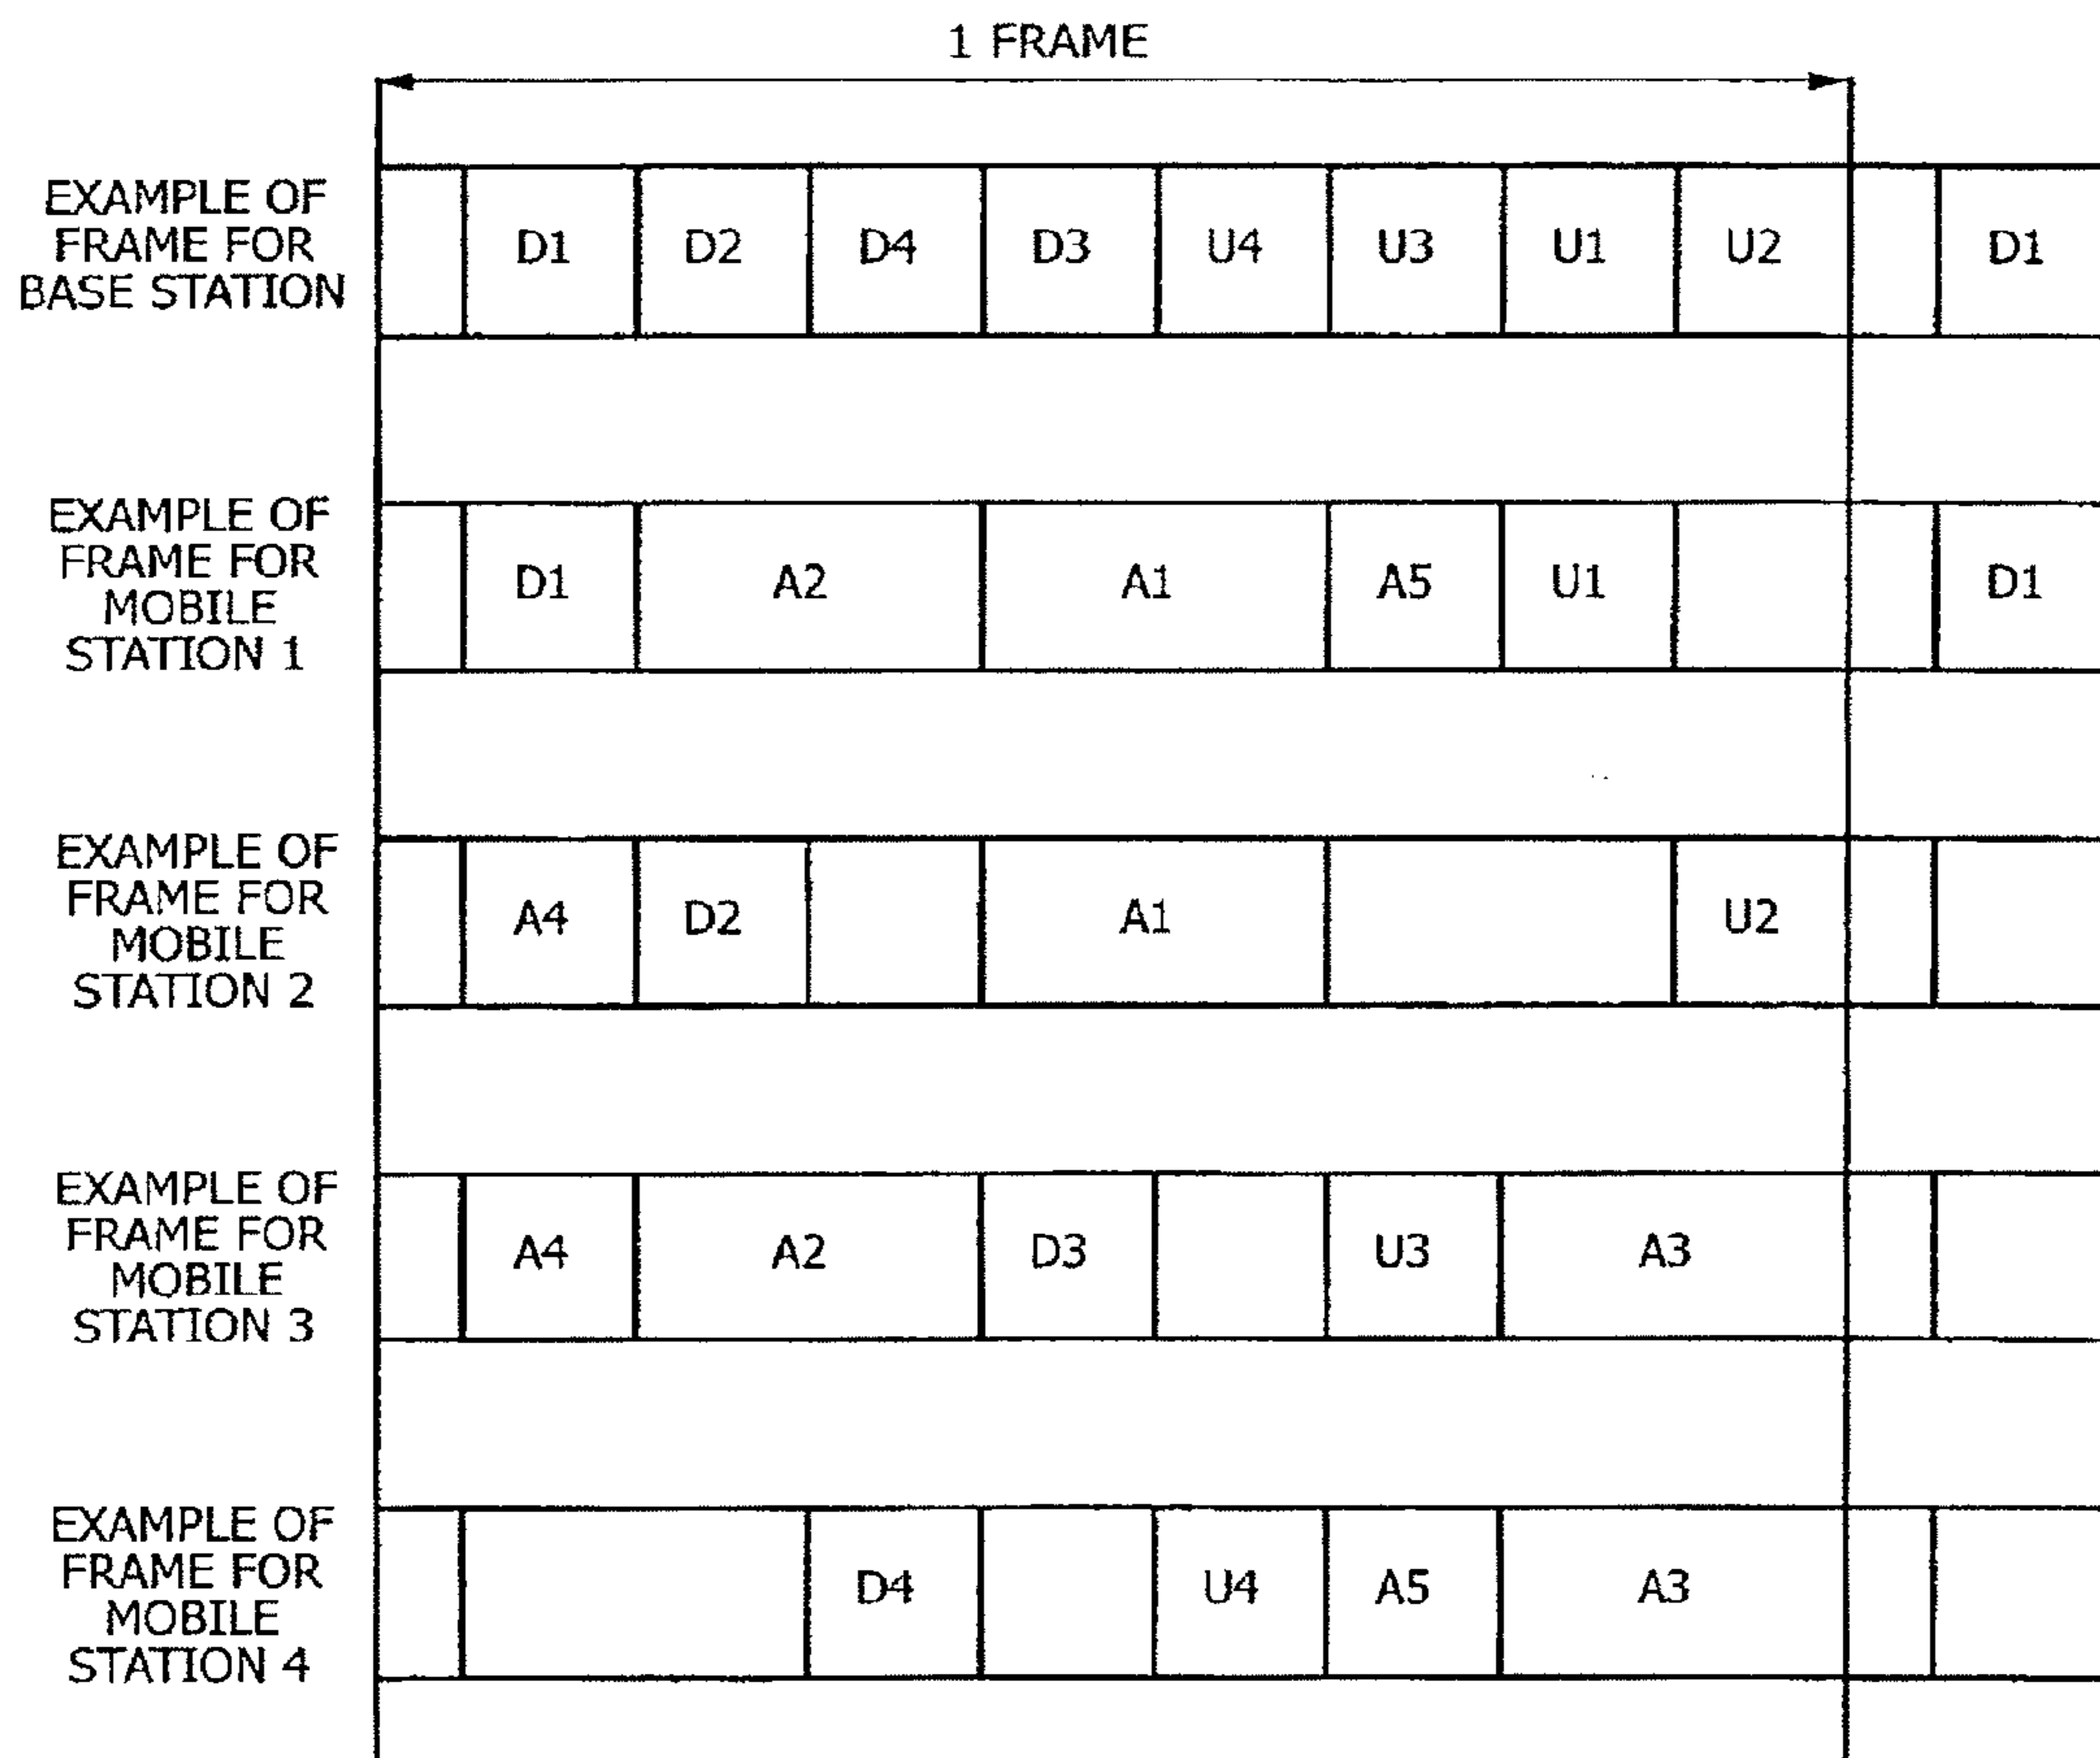 1 FRAME
EXAMPLE OF
FRAME FOR
BASE STATION
D1 D2 D4 D3 U4 U3 U1 U2 D1
EXAMPLE OF
FRAME FOR
MOBILE
STATION 1
D1 A2 A1 A5 U1 D1
EXAMPLE OF
FRAME FOR
MOBILE
STATION 2
A4 D2 A1 U2
EXAMPLE OF
FRAME FOR
MOBILE
STATION 3
A4 A2 D3 U3 A3
EXAMPLE OF
FRAME FOR
MOBILE
STATION 4
D4 U4 A5 A3